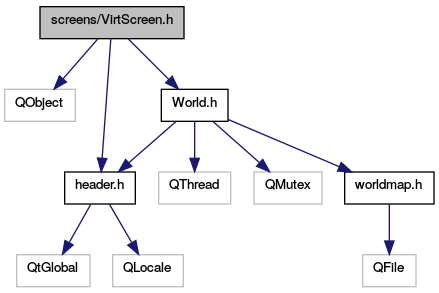 screens/VirtScreen.h
QObject
World.h
header.h
QThread
QMutex
worldmap.h
QtGlobal
QLocale
QFile